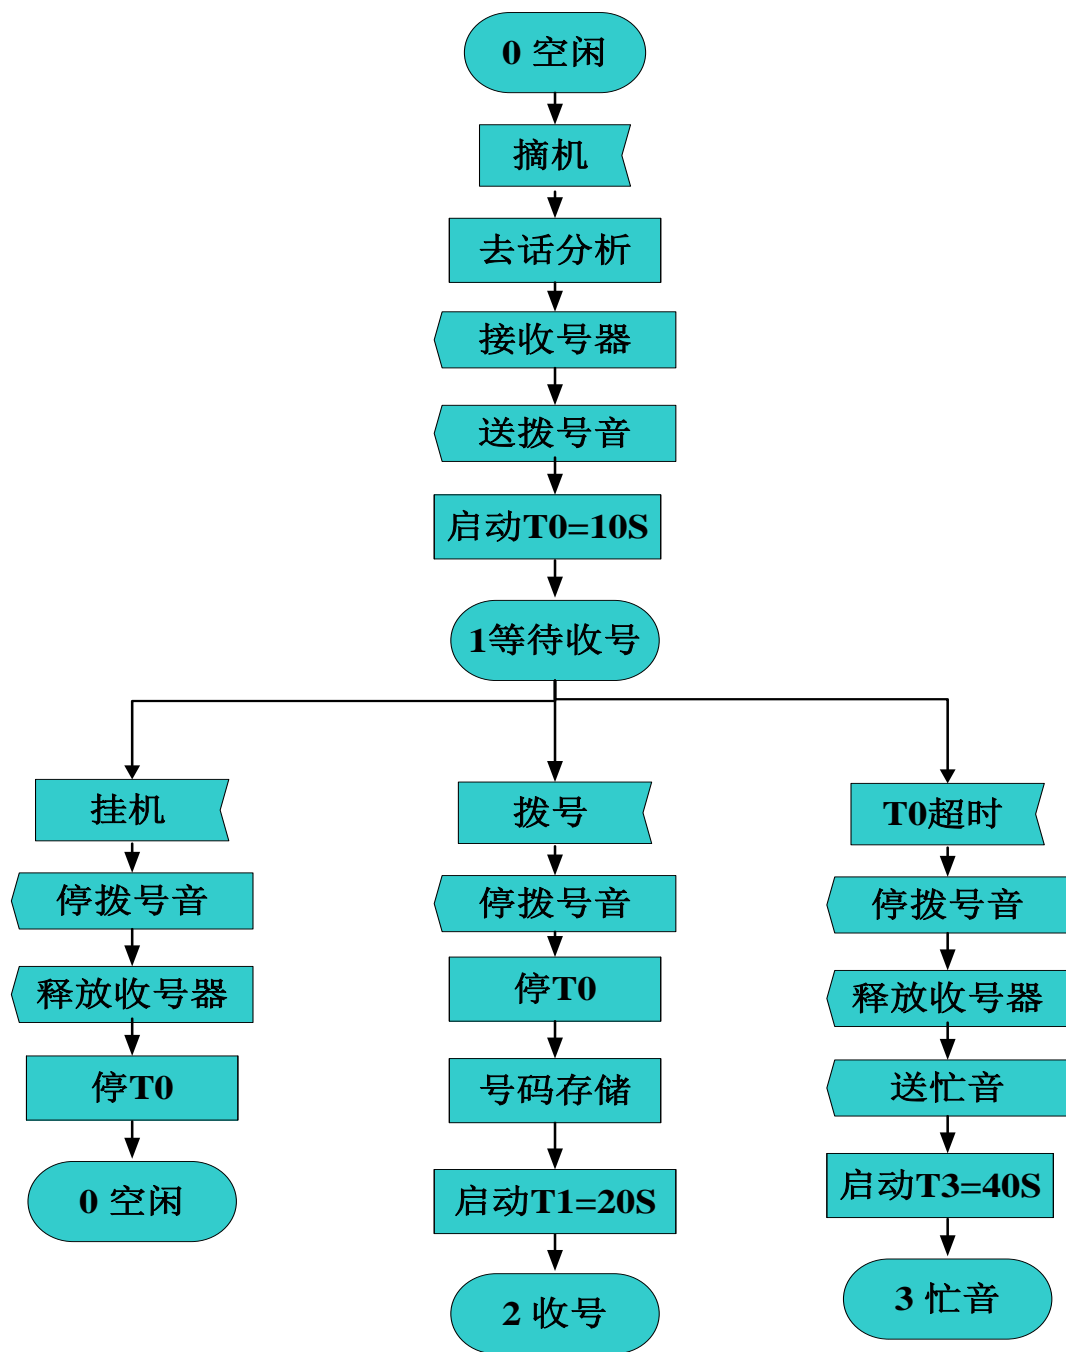 0 空闲
摘机
去话分析
接收号器
送拨号音
启动T0=10S
1等待收号
挂机
停拨号音
释放收号器
停T0
0 空闲
拨号
停拨号音
停T0
号码存储
启动T1=20S
2 收号
T0超时
停拨号音
释放收号器
送忙音
启动T3=40S
3 忙音